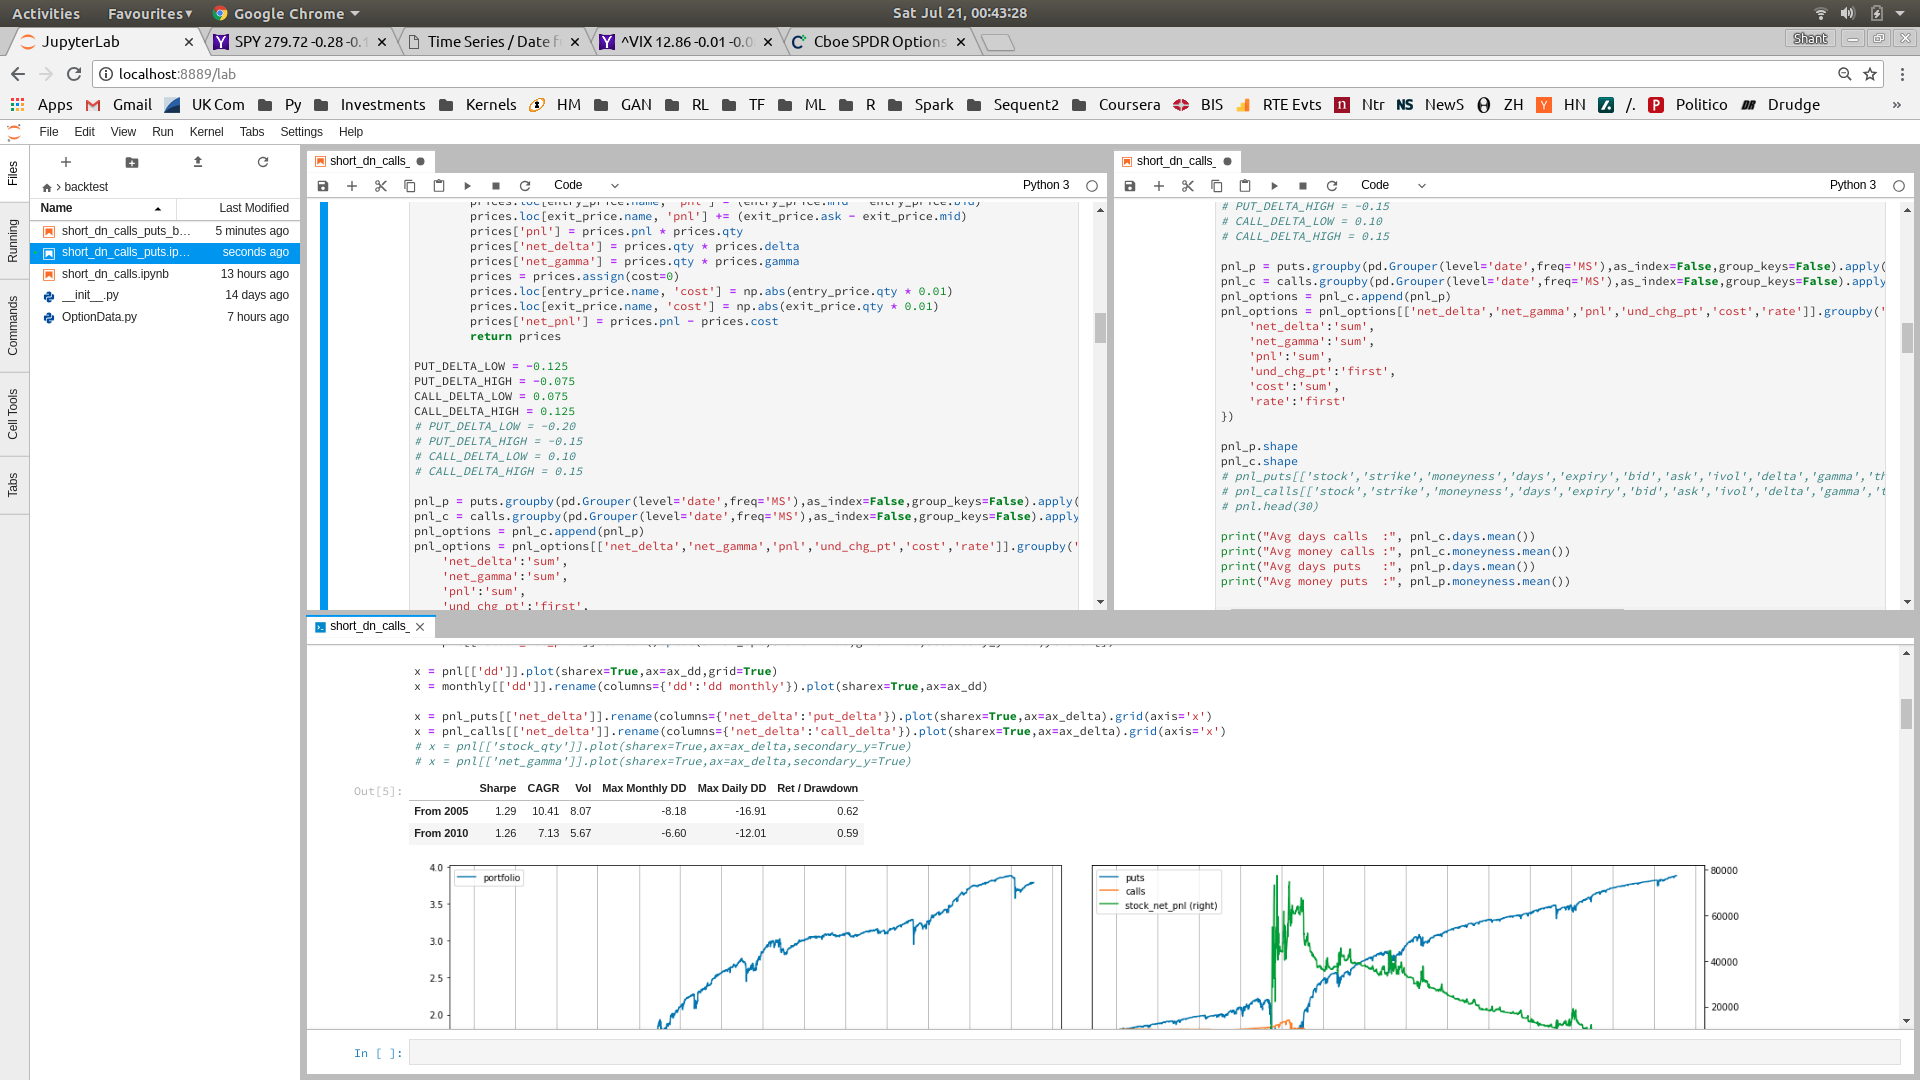 Activities Favourites Google Chrome Sat Jul 21, 00:43:28
JupyterLab SPY 279.72 -0.28 -0.1 Time Series / Date f ^VIX 12.86 -0.01 -0.0 Cboe SPDR Options Shant
localhost:8889/lab
Apps Gmail UK Com Py Investments Kernels HM GAN RL TF ML R Spark Sequent2 Coursera BIS RTE Evts Ntr NS NewS ZH HN /. Politico Drudge »
File Edit View Run Kernel Tabs Settings Help
Files
Running
Commands
Cell Tools
Tabs
backtest
Name Last Modified
short_dn_calls_puts_b... 5 minutes ago
short_dn_calls_puts.ip... seconds ago
short_dn_calls.ipynb 13 hours ago
__init__.py 14 days ago
OptionData.py 7 hours ago
short_dn_calls_
Code Python 3
prices.loc[exit_price.name, 'pnl'] += (exit_price.ask - exit_price.mid)
prices['pnl'] = prices.pnl * prices.qty
prices['net_delta'] = prices.qty * prices.delta
prices['net_gamma'] = prices.qty * prices.gamma
prices = prices.assign(cost=0)
prices.loc[entry_price.name, 'cost'] = np.abs(entry_price.qty * 0.01)
prices.loc[exit_price.name, 'cost'] = np.abs(exit_price.qty * 0.01)
prices['net_pnl'] = prices.pnl - prices.cost
return prices
PUT_DELTA_LOW = -0.125
PUT_DELTA_HIGH = -0.075
CALL_DELTA_LOW = 0.075
CALL_DELTA_HIGH = 0.125
# PUT_DELTA_LOW = -0.20
# PUT_DELTA_HIGH = -0.15
# CALL_DELTA_LOW = 0.10
# CALL_DELTA_HIGH = 0.15
pnl_p = puts.groupby(pd.Grouper(level='date',freq='MS'),as_index=False,group_keys=False).apply(
pnl_c = calls.groupby(pd.Grouper(level='date',freq='MS'),as_index=False,group_keys=False).apply
pnl_options = pnl_c.append(pnl_p)
pnl_options = pnl_options[['net_delta','net_gamma','pnl','und_chg_pt','cost','rate']].groupby('
'net_delta':'sum',
'net_gamma':'sum',
'pnl':'sum',
'und_chg_pt':'first',
short_dn_calls_
Code Python 3
# PUT_DELTA_HIGH = -0.15
# CALL_DELTA_LOW = 0.10
# CALL_DELTA_HIGH = 0.15
pnl_p = puts.groupby(pd.Grouper(level='date',freq='MS'),as_index=False,group_keys=False).apply(
pnl_c = calls.groupby(pd.Grouper(level='date',freq='MS'),as_index=False,group_keys=False).apply
pnl_options = pnl_c.append(pnl_p)
pnl_options = pnl_options[['net_delta','net_gamma','pnl','und_chg_pt','cost','rate']].groupby('
'net_delta':'sum',
'net_gamma':'sum',
'pnl':'sum',
'und_chg_pt':'first',
'cost':'sum',
'rate':'first'
})
pnl_p.shape
pnl_c.shape
# pnl_puts[['stock','strike','moneyness','days','expiry','bid','ask','ivol','delta','gamma','th
# pnl_calls[['stock','strike','moneyness','days','expiry','bid','ask','ivol','delta','gamma','t
# pnl.head(30)
print("Avg days calls  :", pnl_c.days.mean())
print("Avg money calls :", pnl_c.moneyness.mean())
print("Avg days puts   :", pnl_p.days.mean())
print("Avg money puts  :", pnl_p.moneyness.mean())
short_dn_calls_
x = pnl[['dd']].plot(sharex=True,ax=ax_dd,grid=True)
x = monthly[['dd']].rename(columns={'dd':'dd monthly'}).plot(sharex=True,ax=ax_dd)
x = pnl_puts[['net_delta']].rename(columns={'net_delta':'put_delta'}).plot(sharex=True,ax=ax_delta).grid(axis='x')
x = pnl_calls[['net_delta']].rename(columns={'net_delta':'call_delta'}).plot(sharex=True,ax=ax_delta).grid(axis='x')
# x = pnl[['stock_qty']].plot(sharex=True,ax=ax_delta,secondary_y=True)
# x = pnl[['net_gamma']].plot(sharex=True,ax=ax_delta,secondary_y=True)
Out[5]:
Sharpe CAGR Vol Max Monthly DD Max Daily DD Ret / Drawdown
From 2005 1.29 10.41 8.07 -8.18 -16.91 0.62
From 2010 1.26 7.13 5.67 -6.60 -12.01 0.59
4.0
3.5
3.0
2.5
2.0
portfolio
puts
calls
stock_net_pnl (right)
80000
60000
40000
20000
In [ ]: